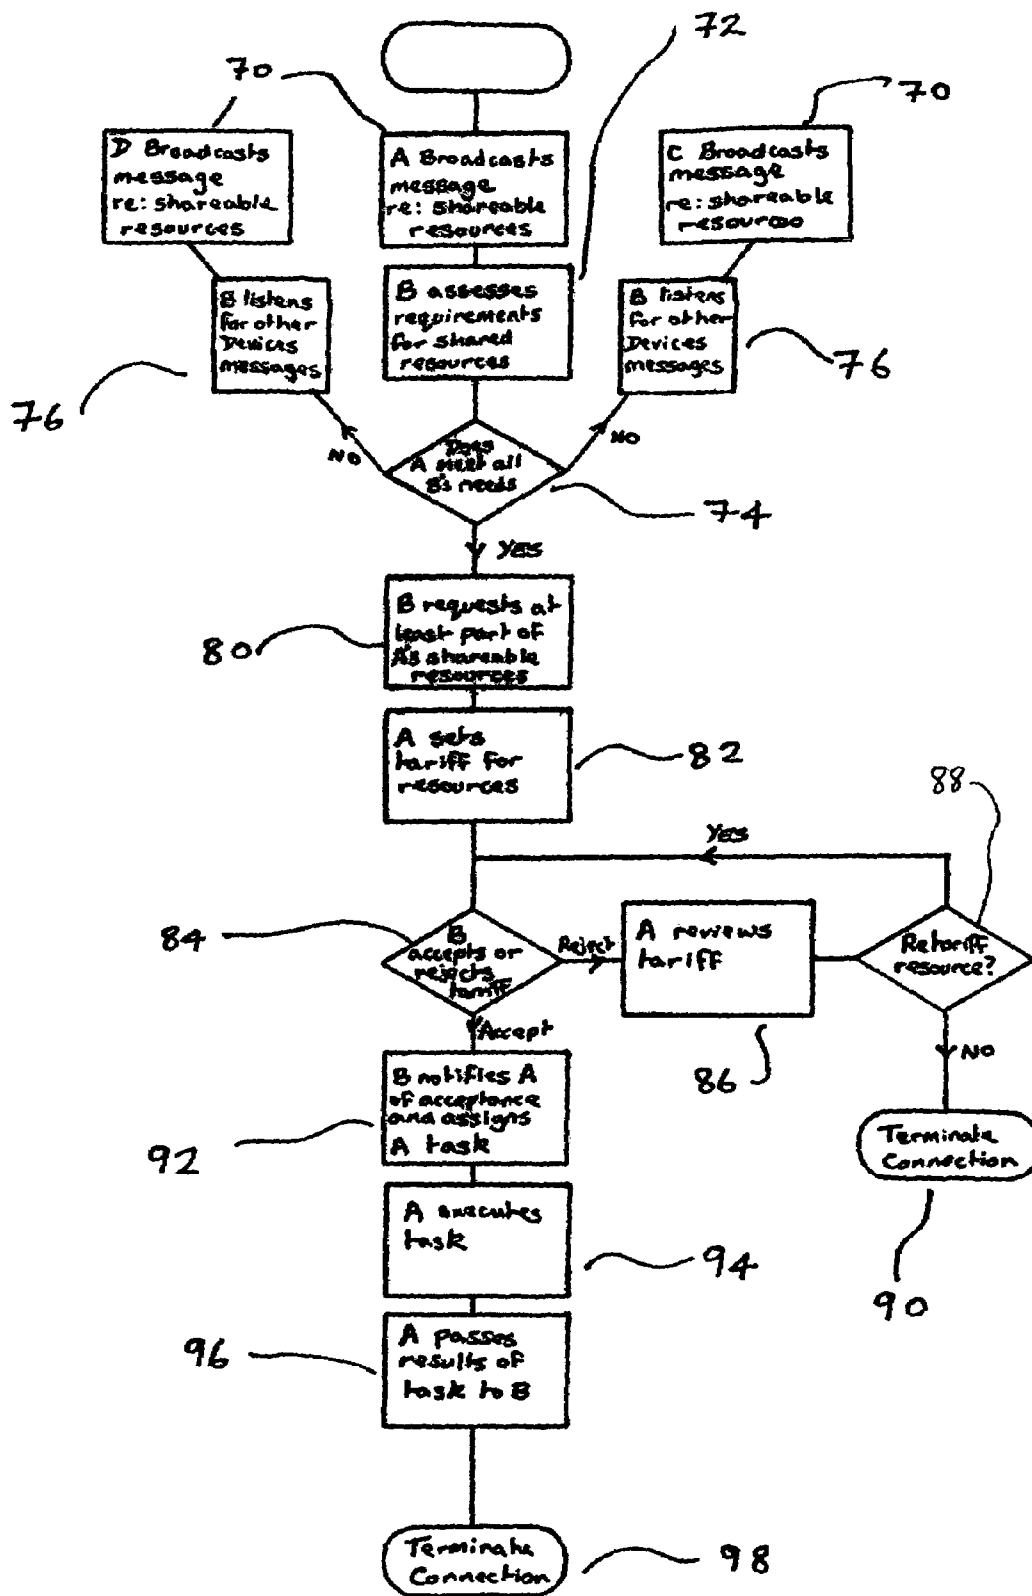 72
70
70
D Broadcasts
message
re: shareable
resources
A Broadcasts
message
re: shareable
resources
C Broadcasts
message
re: shareable
resources
B listens
for other
Devices
messages
B assesses
requirements
for shared
resources
B listens
for other
Devices
messages
76
76
NO
Does
A meet all
B's needs
NO
74
YES
B requests at
least part of
A's shareable
resources
80
A sets
tariff for
resources
82
88
YES
84
B
accepts or
rejects
tariff
Reject
A reviews
tariff
Retariff
resource?
Accept
86
NO
B notifies A
of acceptance
and assigns
A task
92
Terminate
Connection
A executes
task
94
90
96
A passes
results of
task to B
Terminate
Connection
98